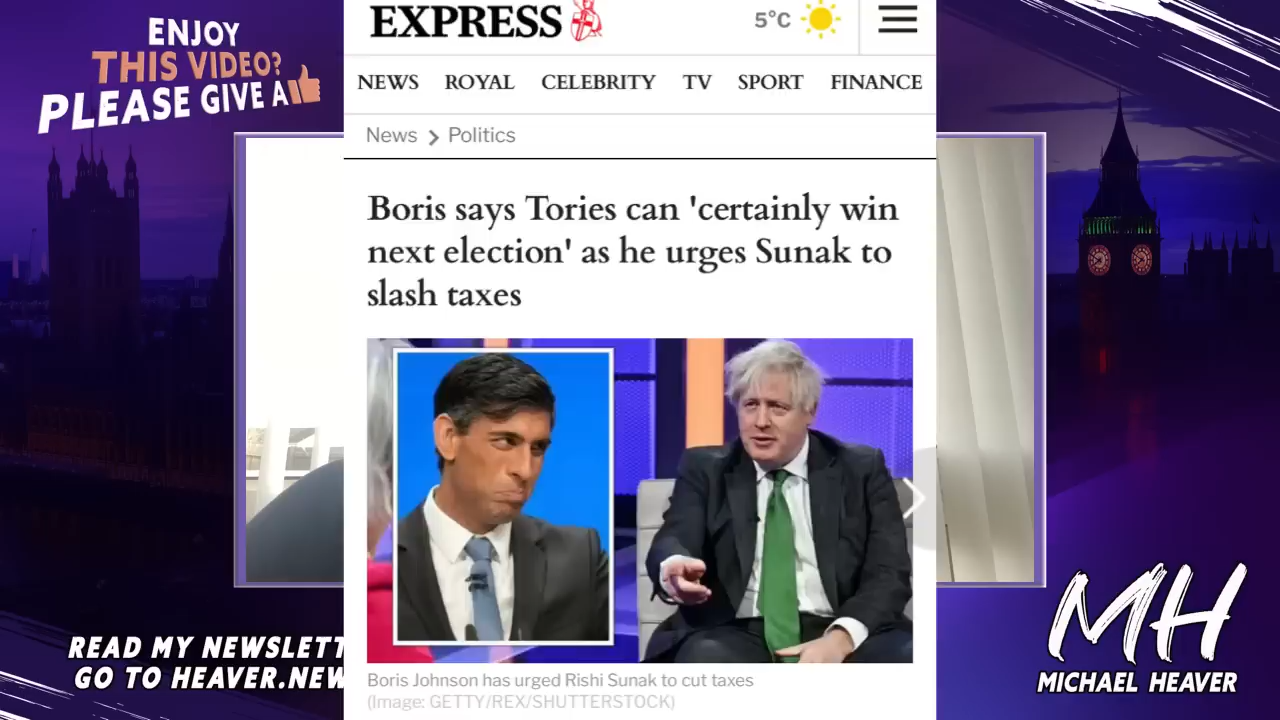 ENJOY
THIS VIDEO?
PLEASE GIVE A
EXPRESS
5°C
NEWS ROYAL CELEBRITY TV SPORT FINANCE
News > Politics
Boris says Tories can 'certainly win
next election' as he urges Sunak to
slash taxes
Boris Johnson has urged Rishi Sunak to cut taxes
(Image: GETTY/REX/SHUTTERSTOCK)
READ MY NEWSLETT
GO TO HEAVER.NEW
MH
MICHAEL HEAVER